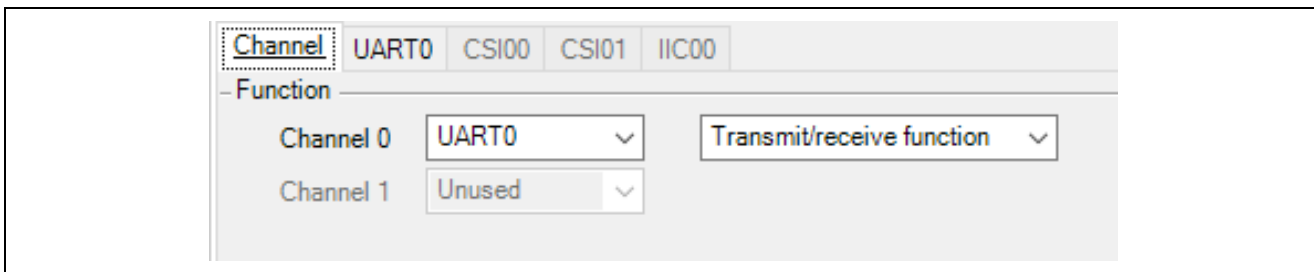 Channel UART0 CSI00 CSI01 IIC00
Function
Channel 0 UART0 Transmit/receive function
Channel 1 Unused